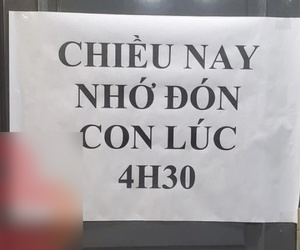 CHIỀU NAY
NHỚ ĐÓN
CON LÚC
4H30